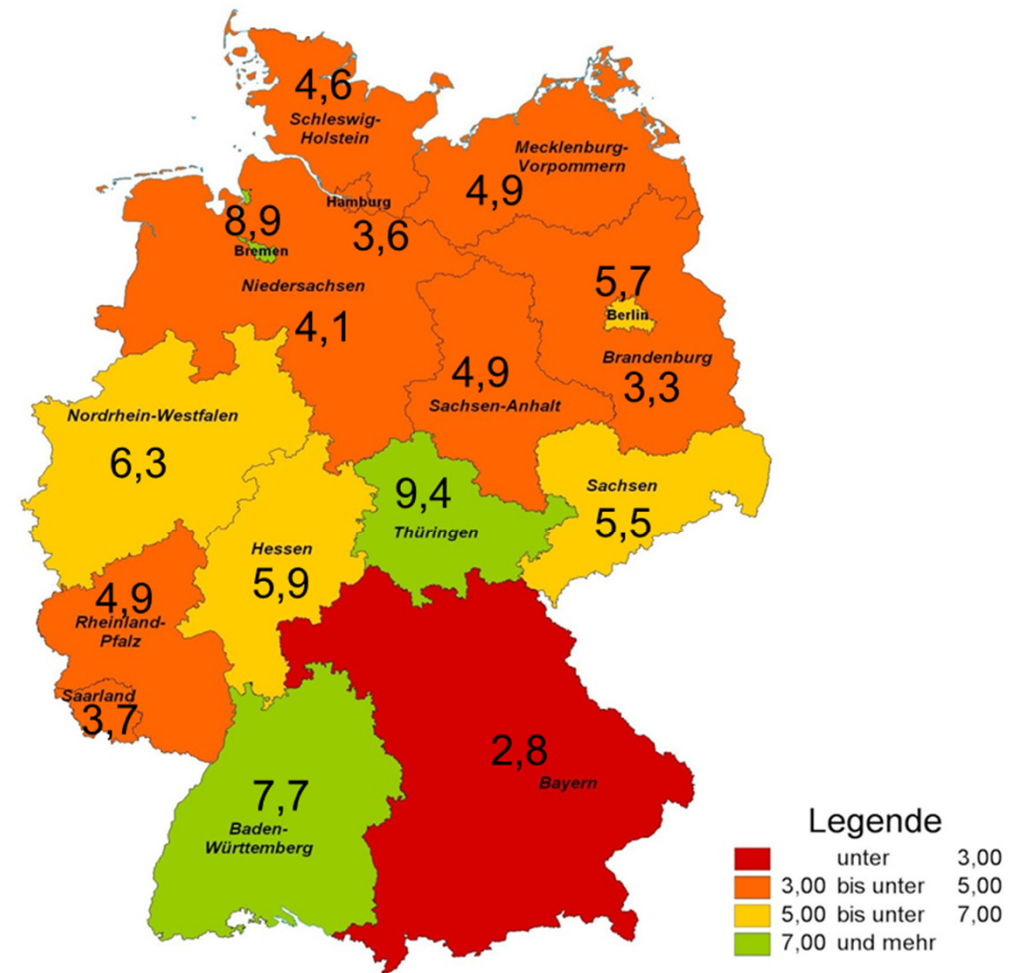 4,6
Schleswig-
Holstein
Mecklenburg-
Vorpommern
4,9
Hamburg
3,6
8,9
Bremen
Niedersachsen
4,1
5,7
Berlin
Brandenburg
3,3
4,9
Sachsen-Anhalt
Nordrhein-Westfalen
6,3
9,4
Thüringen
Sachsen
5,5
Hessen
5,9
4,9
Rheinland-
Pfalz
Saarland
3,7
2,8
Bayern
7,7
Baden-
Württemberg
Legende
unter 3,00
3,00 bis unter 5,00
5,00 bis unter 7,00
7,00 und mehr